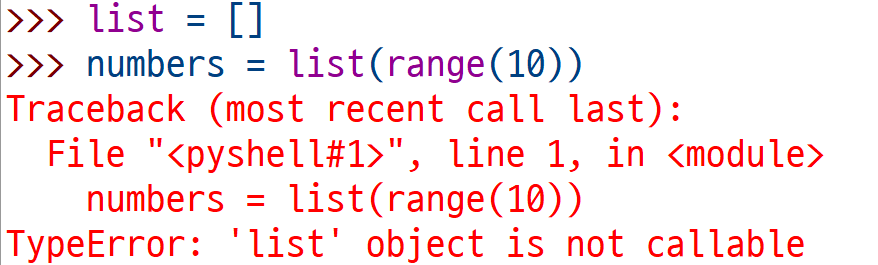 >>> list = []
>>> numbers = list(range(10))
Traceback (most recent call last):
  File "<pyshell#1>", line 1, in <module>
    numbers = list(range(10))
TypeError: 'list' object is not callable